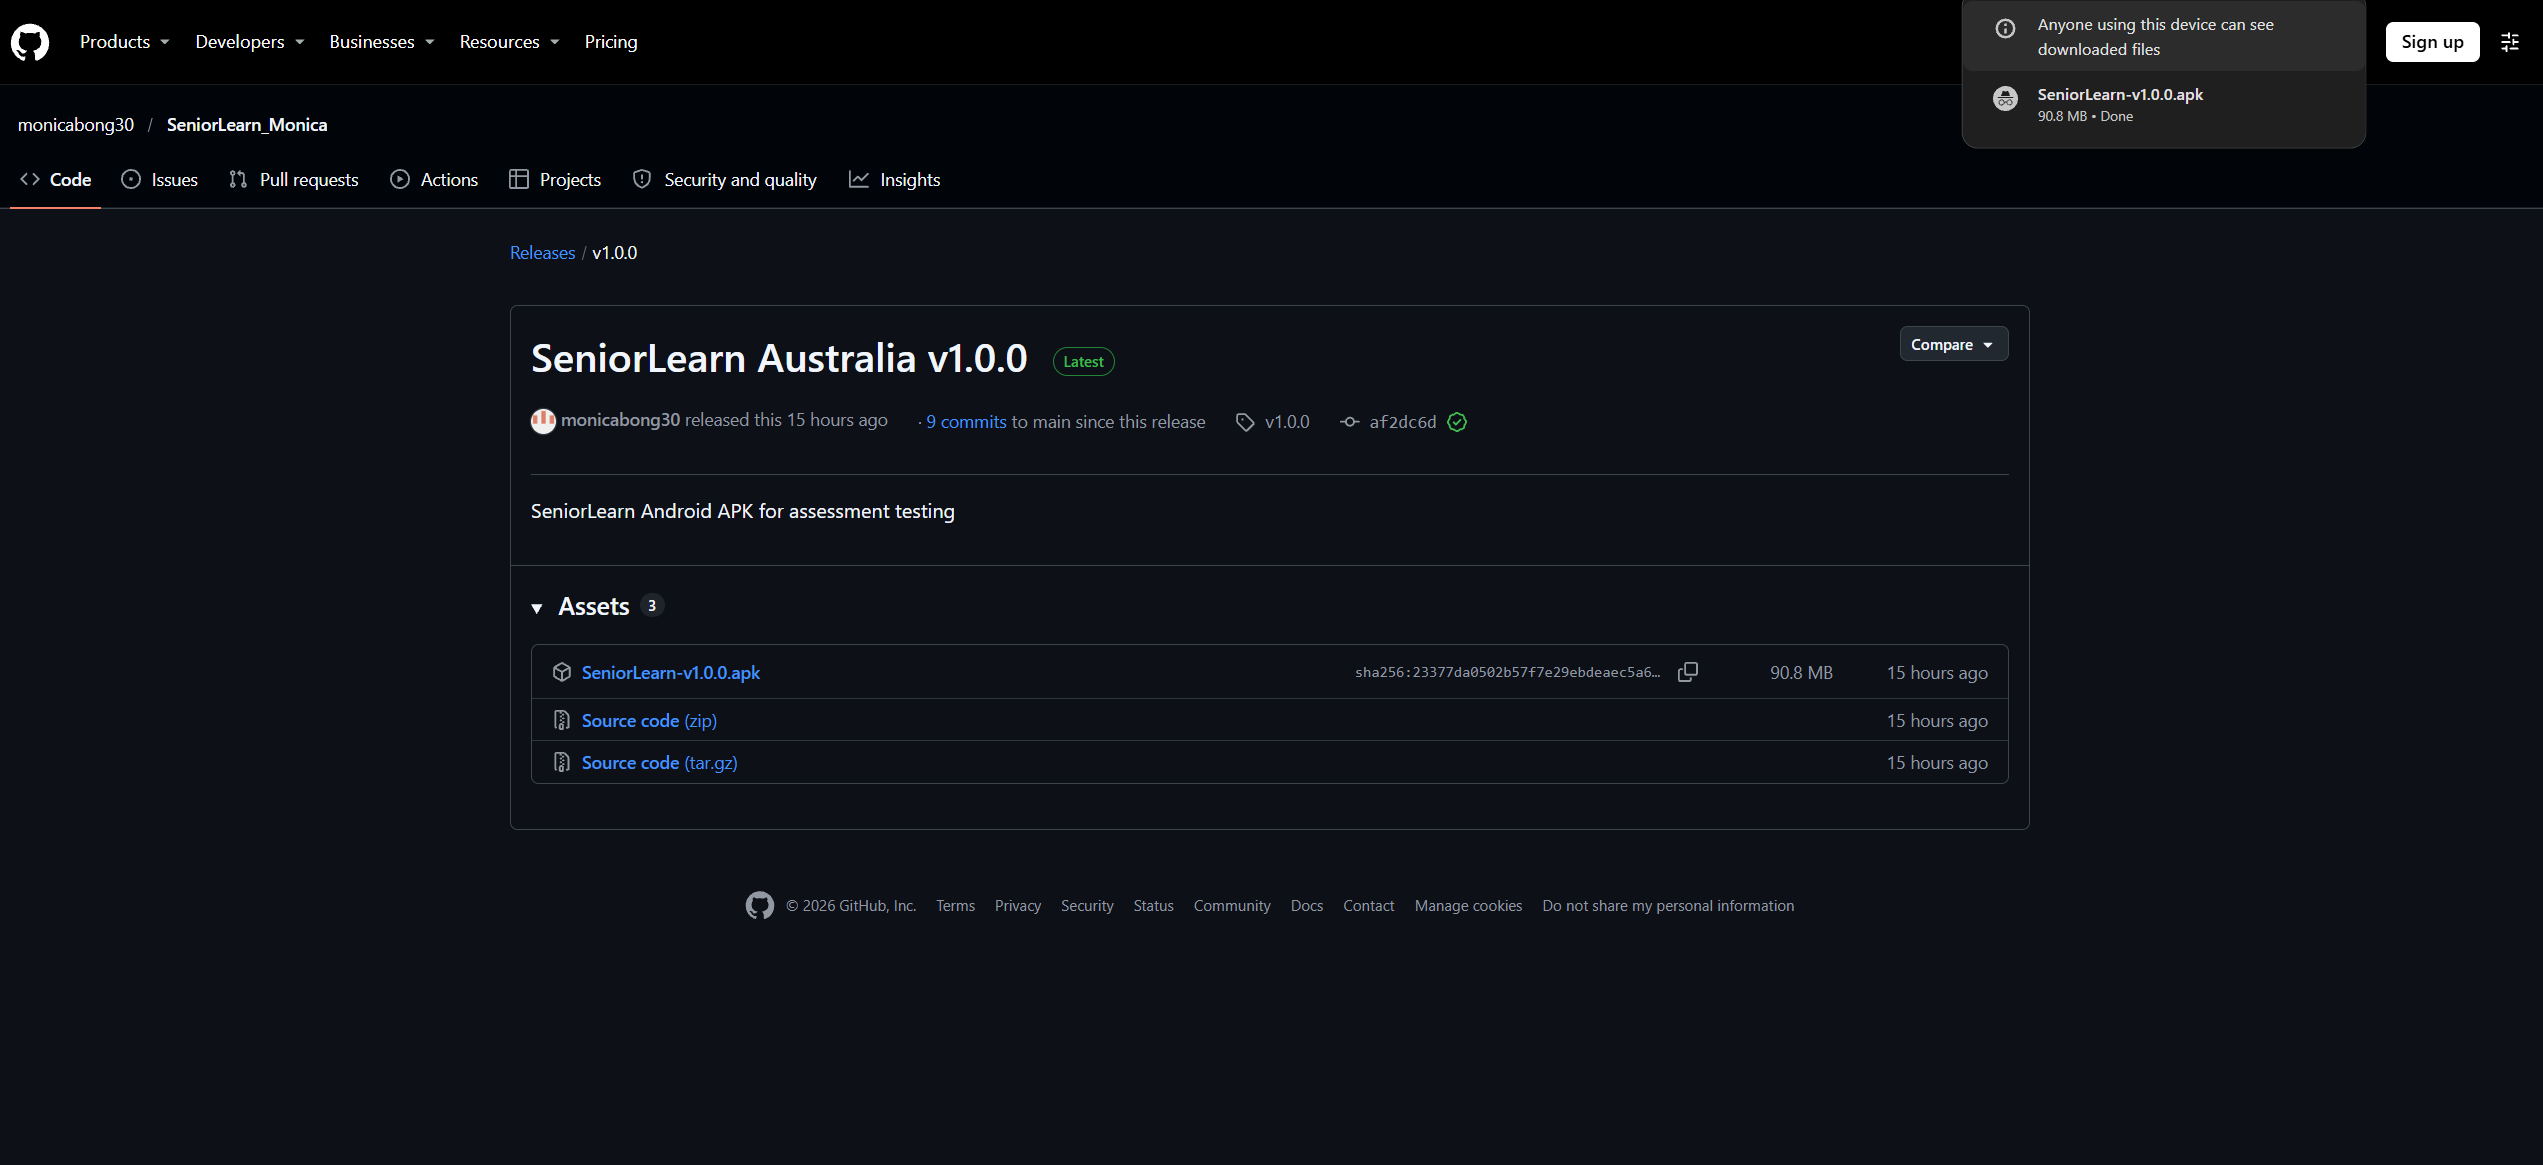 Products Developers Businesses Resources Pricing
Anyone using this device can see
downloaded files
SeniorLearn-v1.0.0.apk
90.8 MB • Done
Sign up
monicabong30 / SeniorLearn_Monica
Code Issues Pull requests Actions Projects Security and quality Insights
Releases / v1.0.0
SeniorLearn Australia v1.0.0 Latest
Compare
monicabong30 released this 15 hours ago · 9 commits to main since this release v1.0.0 af2dc6d
SeniorLearn Android APK for assessment testing
Assets 3
SeniorLearn-v1.0.0.apk sha256:23377da0502b57f7e29ebdeaec5a6… 90.8 MB 15 hours ago
Source code (zip) 15 hours ago
Source code (tar.gz) 15 hours ago
© 2026 GitHub, Inc. Terms Privacy Security Status Community Docs Contact Manage cookies Do not share my personal information